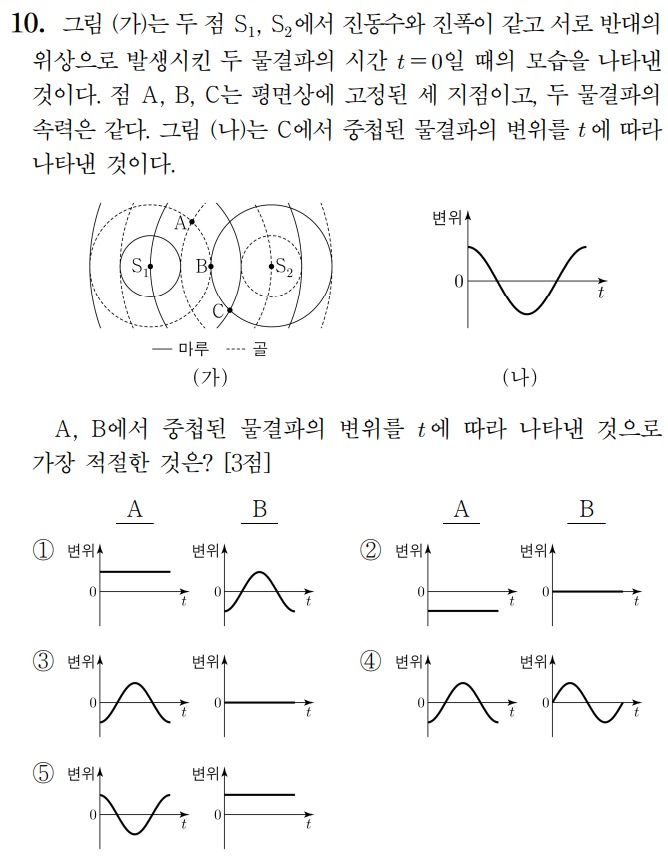 10. 그림 (가)는 두 점 S₁, S₂에서 진동수와 진폭이 같고 서로 반대의
위상으로 발생시킨 두 물결파의 시간 t=0일 때의 모습을 나타낸
것이다. 점 A, B, C는 평면상에 고정된 세 지점이고, 두 물결파의
속력은 같다. 그림 (나)는 C에서 중첩된 물결파의 변위를 t에 따라
나타낸 것이다.
A
S₁ B S₂
C
마루 골
(가)
변위
0
t
(나)
A, B에서 중첩된 물결파의 변위를 t에 따라 나타낸 것으로
가장 적절한 것은? [3점]
A B A B
① 변위 0 t 변위 0 t ② 변위 0 t 변위 0 t
③ 변위 0 t 변위 0 t ④ 변위 0 t 변위 0 t
⑤ 변위 0 t 변위 0 t